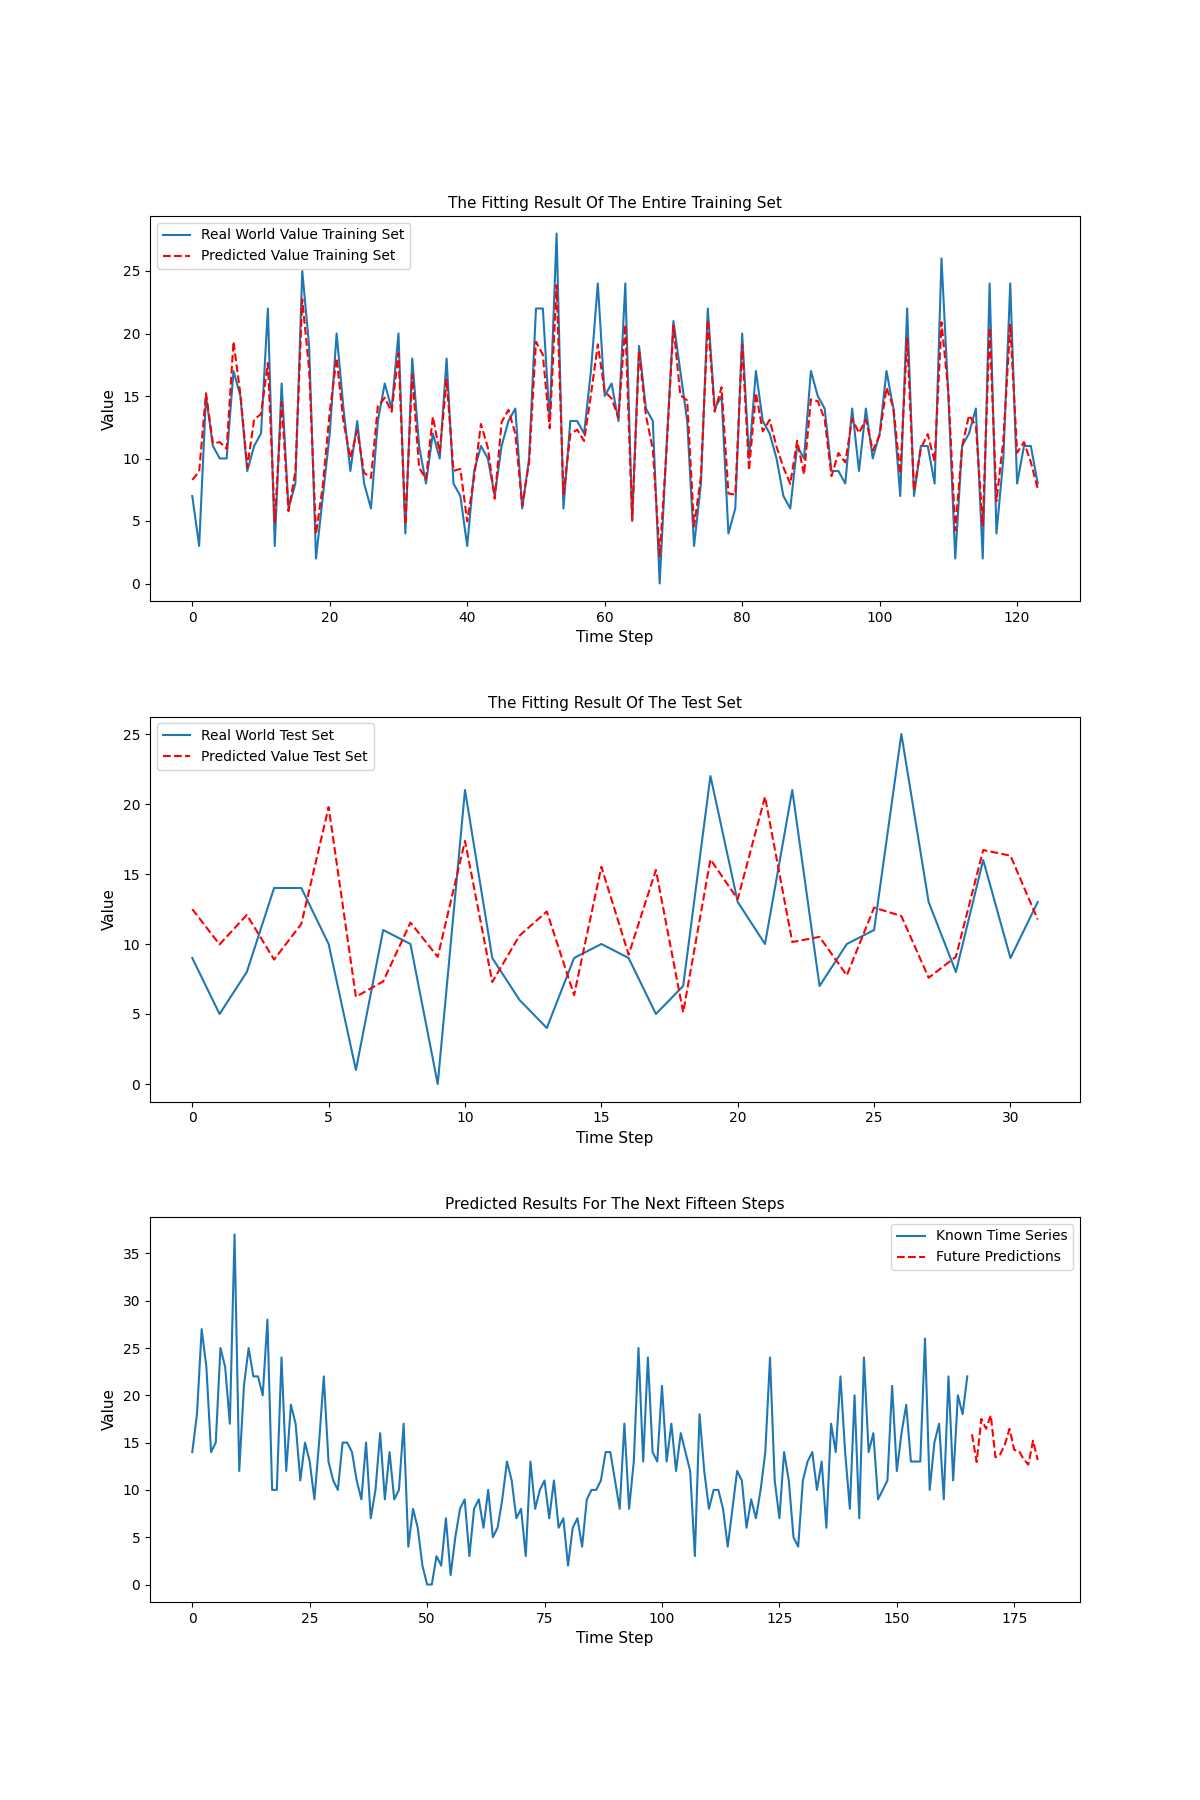 The Fitting Result Of The Entire Training Set
Real World Value Training Set
Predicted Value Training Set
Value
25
20
15
10
5
0
0 20 40 60 80 100 120
Time Step
The Fitting Result Of The Test Set
Real World Test Set
Predicted Value Test Set
Value
25
20
15
10
5
0
0 5 10 15 20 25 30
Time Step
Predicted Results For The Next Fifteen Steps
Known Time Series
Future Predictions
Value
35
30
25
20
15
10
5
0
0 25 50 75 100 125 150 175
Time Step